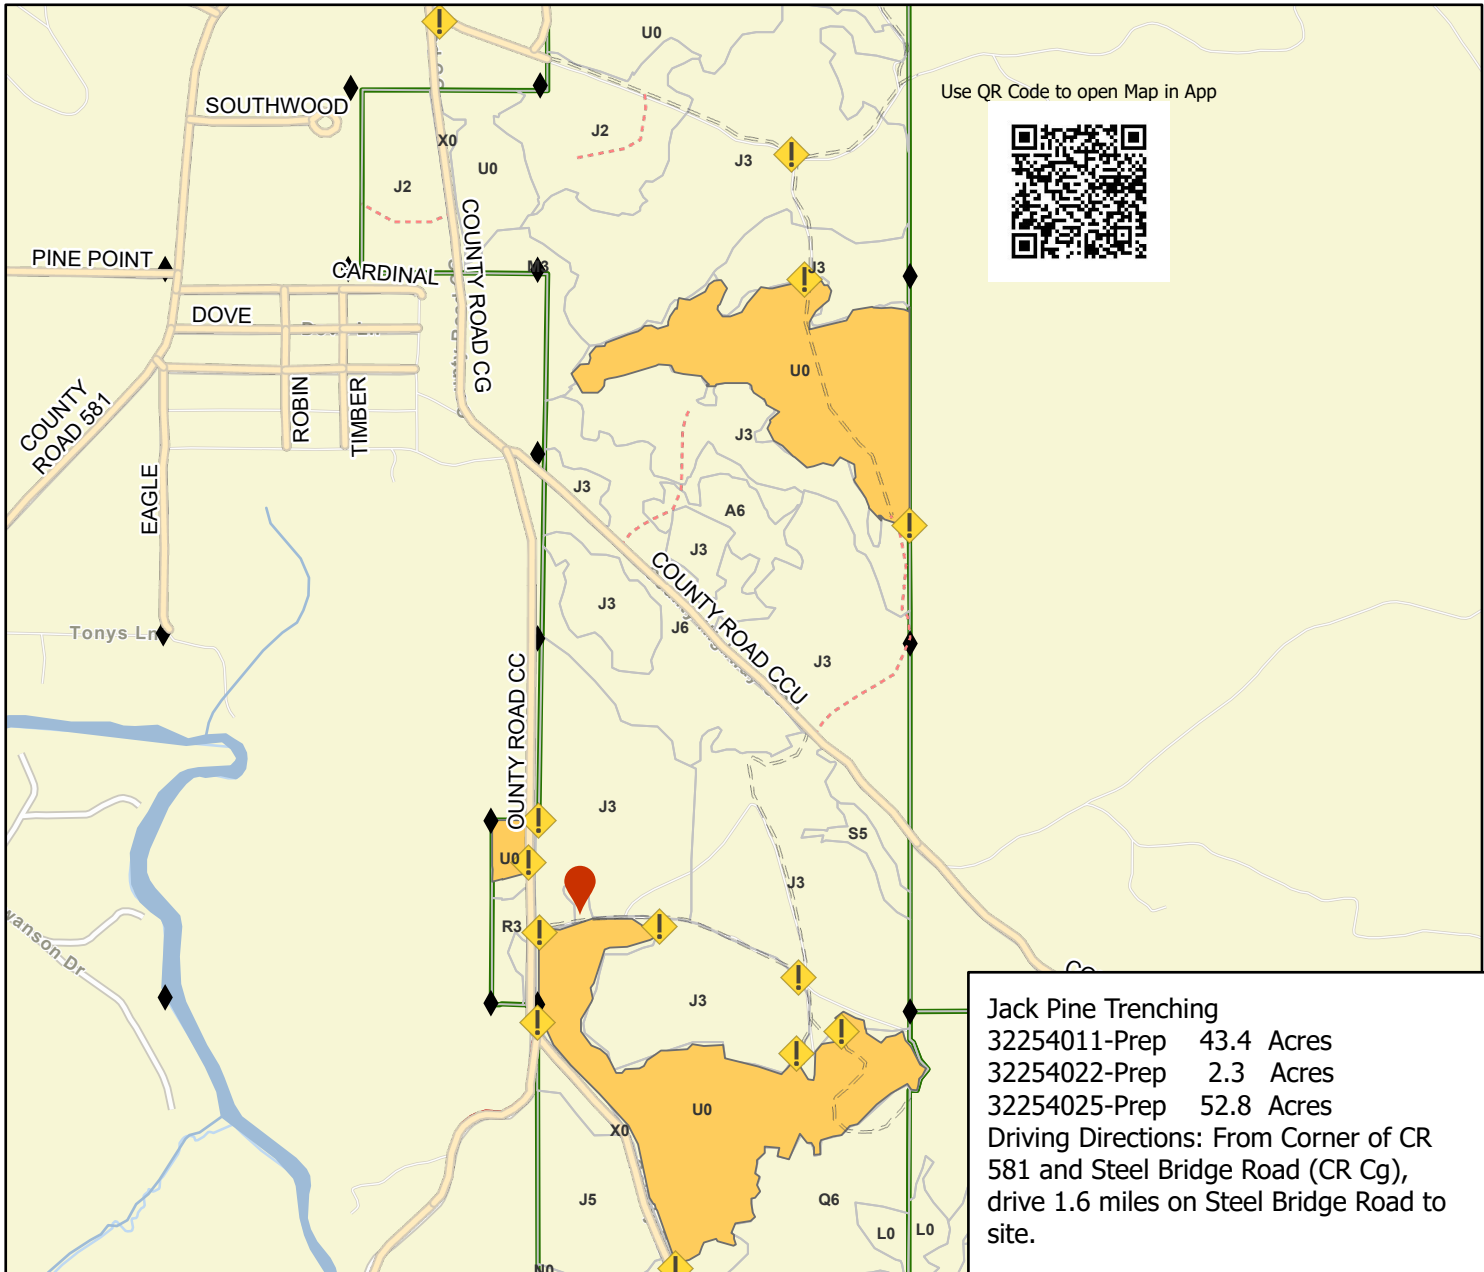 U0
Use QR Code to open Map in App
SOUTHWOOD
J2
X0
U0
J3
J2
COUNTY ROAD CG
PINE POINT
CARDINAL
M3
J3
DOVE
U0
ROBIN
TIMBER
COUNTY
ROAD 581
J3
EAGLE
J3
A6
J3
COUNTY ROAD CCU
J3
J6
Tonys Ln
J3
OUNTY ROAD CC
J3
S5
U0
J3
R3
wanson Dr
J3
CO
U0
X0
J5
Q6
L0
L0
N0
Jack Pine Trenching
32254011-Prep 43.4 Acres
32254022-Prep 2.3 Acres
32254025-Prep 52.8 Acres
Driving Directions: From Corner of CR
581 and Steel Bridge Road (CR Cg),
drive 1.6 miles on Steel Bridge Road to
site.